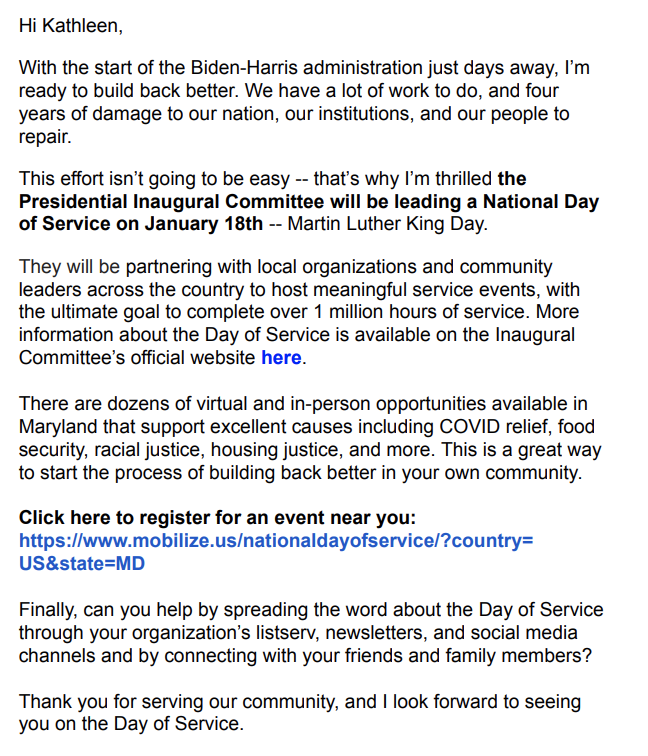 Hi Kathleen,
With the start of the Biden-Harris administration just days away, I'm
ready to build back better. We have a lot of work to do, and four
years of damage to our nation, our institutions, and our people to
repair.
This effort isn't going to be easy -- that's why I'm thrilled the
Presidential Inaugural Committee will be leading a National Day
of Service on January 18th -- Martin Luther King Day.
They will be partnering with local organizations and community
leaders across the country to host meaningful service events, with
the ultimate goal to complete over 1 million hours of service. More
information about the Day of Service is available on the Inaugural
Committee's official website here.
There are dozens of virtual and in-person opportunities available in
Maryland that support excellent causes including COVID relief, food
security, racial justice, housing justice, and more. This is a great way
to start the process of building back better in your own community.
Click here to register for an event near you:
https://www.mobilize.us/nationaldayofservice/?country=
US&state=MD
Finally, can you help by spreading the word about the Day of Service
through your organization's listserv, newsletters, and social media
channels and by connecting with your friends and family members?
Thank you for serving our community, and I look forward to seeing
you on the Day of Service.